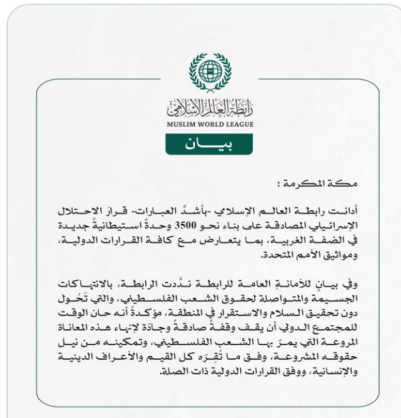 رابطة العالم الإسلامي
MUSLIM WORLD LEAGUE
بيــــان
مكة المكرمة :
أدانت رابطة العالم الإسلامي -بأشدِّ العبارات- قرارَ الاحتلال
الإسرائيلي المصادقة على بناء نحو 3500 وحدةً استيطانيةً جديدة
في الضفة الغربية، بما يتعارض مع كافة القرارات الدولية،
ومواثيق الأمم المتحدة.
وفي بيانٍ للأمانة العامة للرابطة ندَّدت الرابطة، بالانتهاكات
الجسيمة والمتواصلة لحقوق الشعب الفلسطيني، والتي تَحُول
دون تحقيق السلام والاستقرار في المنطقة، مؤكدةً أنه حان الوقت
للمجتمع الدولي أن يقف وقفةً صادقةً وجادّة لإنهاء هذه المعاناة
المروعة التي يمرّ بها الشعب الفلسطيني، وتمكينه من نيل
حقوقه المشروعة، وفق ما تُقِرّه كل القيم والأعراف الدينية
والإنسانية، ووفق القرارات الدولية ذات الصلة.